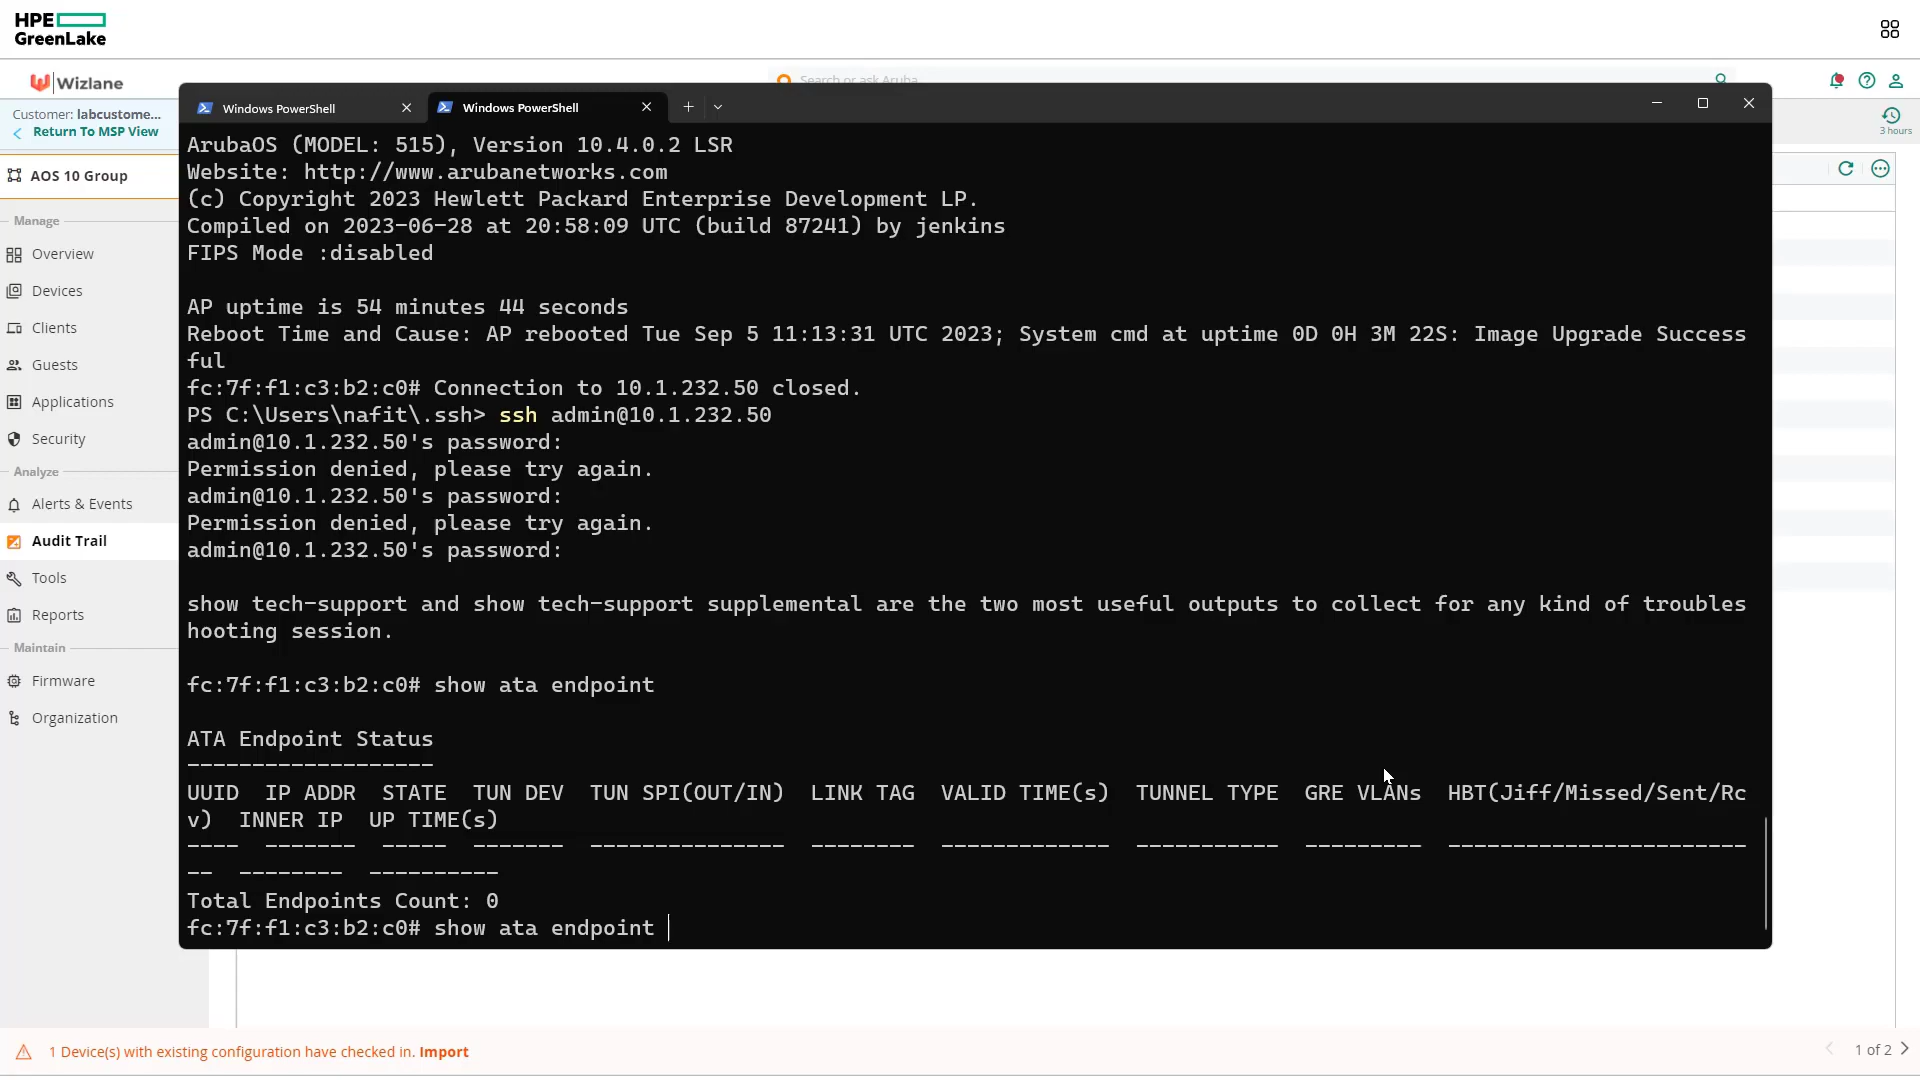 HPE
GreenLake
Wizlane
Search or ask Aruba
Customer: labcustome...
Return To MSP View
3 hours
AOS 10 Group
Manage
Overview
Devices
Clients
Guests
Applications
Security
Analyze
Alerts & Events
Audit Trail
Tools
Reports
Maintain
Firmware
Organization
Windows PowerShell
Windows PowerShell
ArubaOS (MODEL: 515), Version 10.4.0.2 LSR
Website: http://www.arubanetworks.com
(c) Copyright 2023 Hewlett Packard Enterprise Development LP.
Compiled on 2023-06-28 at 20:58:09 UTC (build 87241) by jenkins
FIPS Mode :disabled
AP uptime is 54 minutes 44 seconds
Reboot Time and Cause: AP rebooted Tue Sep 5 11:13:31 UTC 2023; System cmd at uptime 0D 0H 3M 22S: Image Upgrade Success
ful
fc:7f:f1:c3:b2:c0# Connection to 10.1.232.50 closed.
PS C:\Users\nafit\.ssh> ssh admin@10.1.232.50
admin@10.1.232.50's password:
Permission denied, please try again.
admin@10.1.232.50's password:
Permission denied, please try again.
admin@10.1.232.50's password:
show tech-support and show tech-support supplemental are the two most useful outputs to collect for any kind of troubles
hooting session.
fc:7f:f1:c3:b2:c0# show ata endpoint
ATA Endpoint Status
-------------------
UUID  IP ADDR  STATE  TUN DEV  TUN SPI(OUT/IN)  LINK TAG  VALID TIME(s)  TUNNEL TYPE  GRE VLANs  HBT(Jiff/Missed/Sent/Rc
v)  INNER IP  UP TIME(s)
----  -------  -----  -------  ---------------  --------  -------------  -----------  ---------  -----------------------
--  --------  ----------
Total Endpoints Count: 0
fc:7f:f1:c3:b2:c0# show ata endpoint
1 Device(s) with existing configuration have checked in. Import
1 of 2